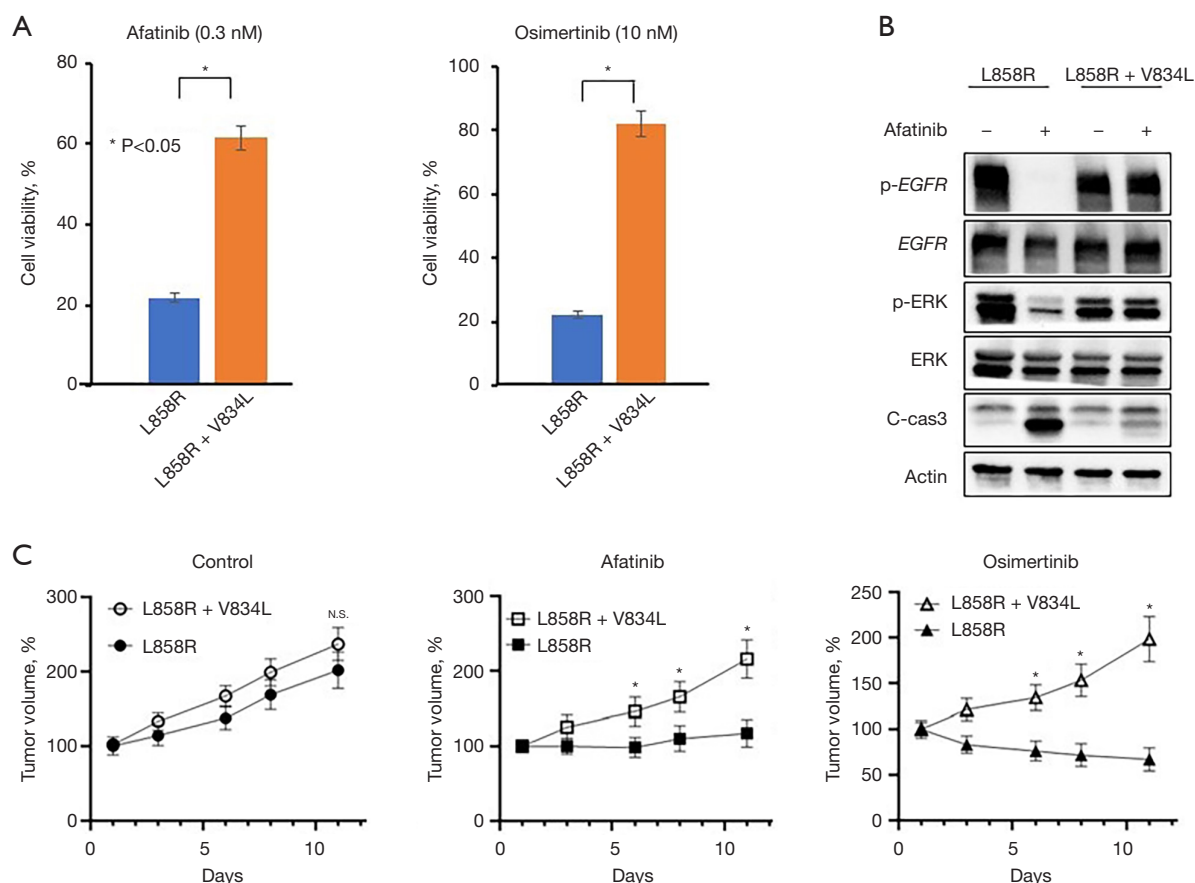 A
Afatinib (0.3 nM)
80
60
40
20
0
Cell viability, %
*
* P<0.05
L858R
L858R + V834L
Osimertinib (10 nM)
100
80
60
40
20
0
Cell viability, %
*
L858R
L858R + V834L
B
L858R L858R + V834L
Afatinib – + – +
p-EGFR
EGFR
p-ERK
ERK
C-cas3
Actin
C
Control
300
200
100
0
Tumor volume, %
L858R + V834L
L858R
N.S.
0 5 10
Days
Afatinib
300
200
100
0
Tumor volume, %
L858R + V834L
L858R
* * *
0 5 10
Days
Osimertinib
250
200
150
100
50
0
Tumor volume, %
L858R + V834L
L858R
* * *
0 5 10
Days